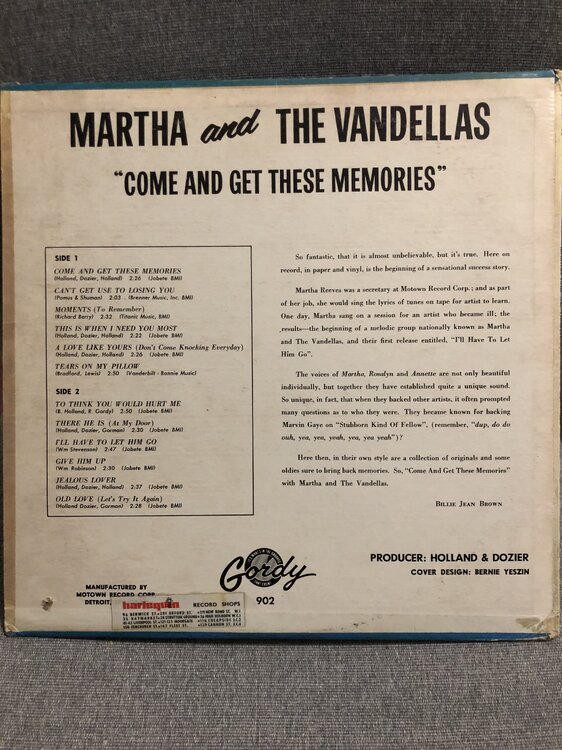 MARTHA and THE VANDELLAS
"COME AND GET THESE MEMORIES"
SIDE 1
COME AND GET THESE MEMORIES
(Holland, Dozier, Holland) 2:26 (Jobete BMI)
CAN'T GET USE TO LOSING YOU
(Pomus & Shuman) 2:03 . (Brenner Music, Inc. BMI)
MOMENTS (To Remember)
(Richard Barry) 2:32 (Titanic Music, BMI)
THIS IS WHEN I NEED YOU MOST
(Holland, Dozier, Holland) 2:22 (Jobete BMI)
A LOVE LIKE YOURS (Don't Come Knocking Everyday)
(Holland, Dozier, Holland) 2:26 (Jobete BMI)
TEARS ON MY PILLOW
(Bradford, Lewis) 2:50 (Vanderbilt - Bonnie Music)
SIDE 2
TO THINK YOU WOULD HURT ME
(B. Holland, R. Gordy) 2:50 (Jobete BMI)
THERE HE IS (At My Door)
(Holland, Dozier, Gorman) 2:30 (Jobete BMI)
I'LL HAVE TO LET HIM GO
(Wm Stevenson) 2:47 (Jobete BMI)
GIVE HIM UP
(Wm Robinson) 2:30 (Jobete BMI)
JEALOUS LOVER
(Holland, Dozier, Holland) 2:37 (Jobete BMI)
OLD LOVE (Let's Try It Again)
(Holland Dozier, Gorman) 2:28 (Jobete BMI)
So fantastic, that it is almost unbelievable, but it's true. Here on
record, in paper and vinyl, is the beginning of a sensational success story.
Martha Reeves was a secretary at Motown Record Corp.; and as part
of her job, she would sing the lyrics of tunes on tape for artist to learn.
One day, Martha sang on a session for an artist who became ill; the
results—the beginning of a melodic group nationally known as Martha
and The Vandellas, and their first release entitled, "I'll Have To Let
Him Go".
The voices of Martha, Rosalyn and Annette are not only beautiful
individually, but together they have established quite a unique sound.
So unique, in fact, that when they backed other artists, it often prompted
many questions as to who they were. They became known for backing
Marvin Gaye on "Stubborn Kind Of Fellow", (remember, "dup, do do
ouh, yea, yea, yeah, yea, yea yeah")?
Here then, in their own style are a collection of originals and some
oldies sure to bring back memories. So, "Come And Get These Memories"
with Martha and The Vandellas.
BILLIE JEAN BROWN
PRODUCER: HOLLAND & DOZIER
COVER DESIGN: BERNIE YESZIN
Gordy
902
MANUFACTURED BY
MOTOWN RECORD CORP.
DETROIT,
harlequin RECORD SHOPS